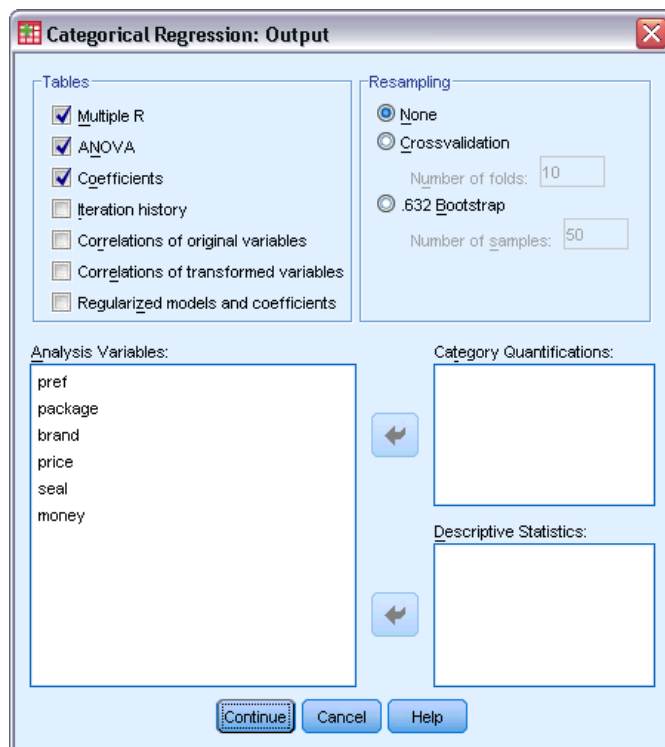 Categorical Regression: Output
Tables
Multiple R
ANOVA
Coefficients
Iteration history
Correlations of original variables
Correlations of transformed variables
Regularized models and coefficients
Resampling
None
Crossvalidation
Number of folds: 10
.632 Bootstrap
Number of samples: 50
Analysis Variables:
pref
package
brand
price
seal
money
Category Quantifications:
Descriptive Statistics:
Continue Cancel Help